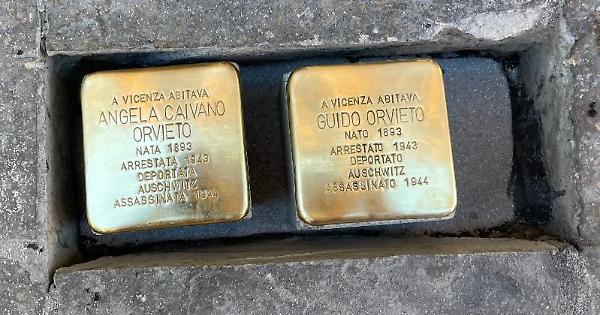 A VICENZA ABITAVA
ANGELA CAIVANO
ORVIETO
NATA 1893
ARRESTATA 1943
DEPORTATA
AUSCHWITZ
ASSASSINATA 1944
A VICENZA ABITAVA
GUIDO ORVIETO
NATO 1893
ARRESTATO 1943
DEPORTATO
AUSCHWITZ
ASSASSINATO 1944